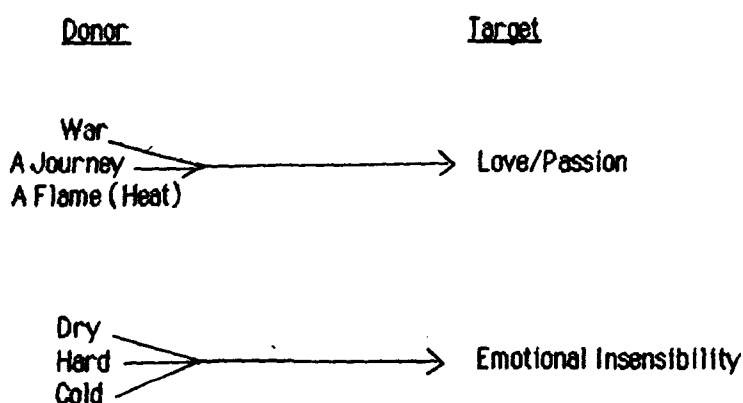 Donor Target
War
A Journey
A Flame (Heat)
Love/Passion
Dry
Hard
Cold
Emotional Insensibility